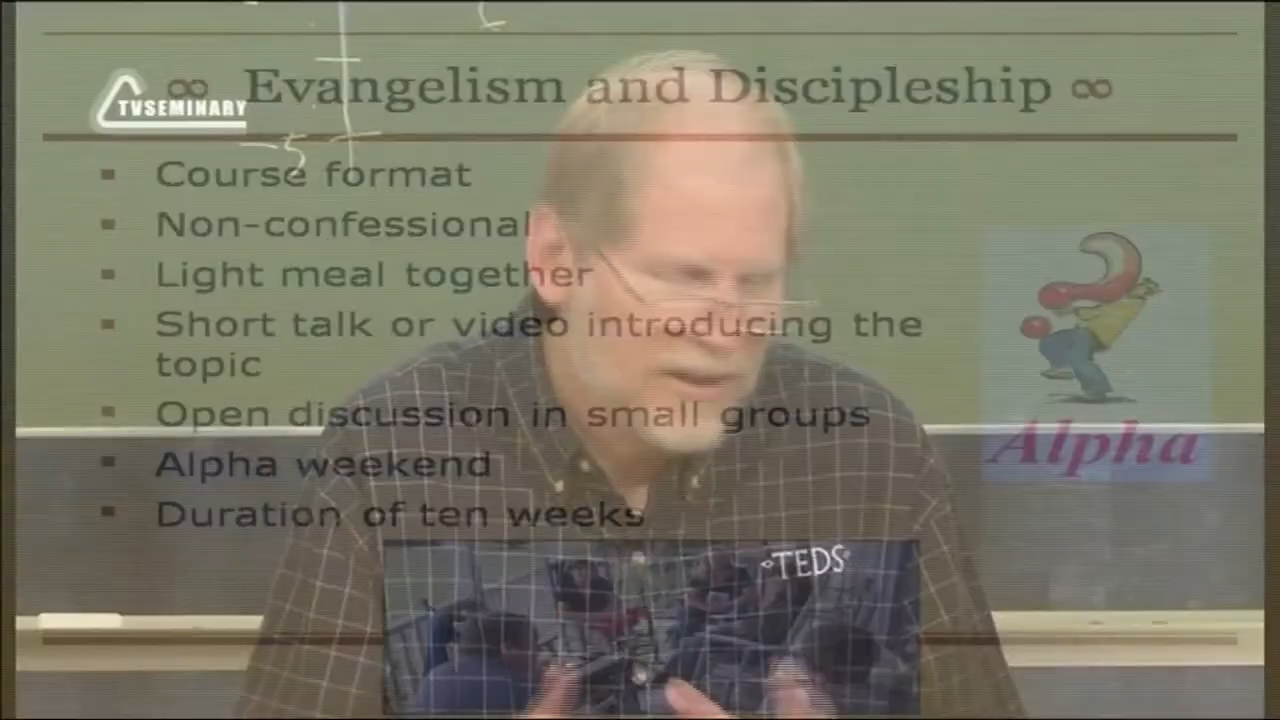 ∞ Evangelism and Discipleship ∞
TVSEMINARY
-5
▪ Course format
▪ Non-confessional
▪ Light meal together
▪ Short talk or video introducing the
topic
▪ Open discussion in small groups
▪ Alpha weekend
▪ Duration of ten weeks
Alpha
TEDS